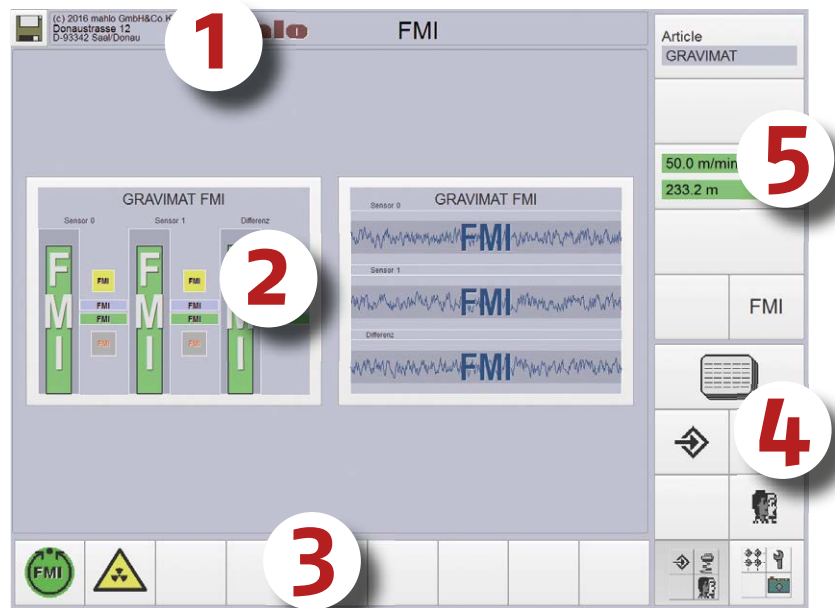 (c) 2016 mahlo GmbH&Co.K
Donaustrasse 12
D-93342 Saal/Donau
1
FMI
Article
GRAVIMAT
50.0 m/min
233.2 m
5
GRAVIMAT FMI
Sensor 0
Sensor 1
Differenz
FMI
FMI
FMI
FMI
FMI
FMI
FMI
FMI
FMI
FMI
2
GRAVIMAT FMI
Sensor 0
FMI
Sensor 1
FMI
Differenz
FMI
FMI
4
FMI
3